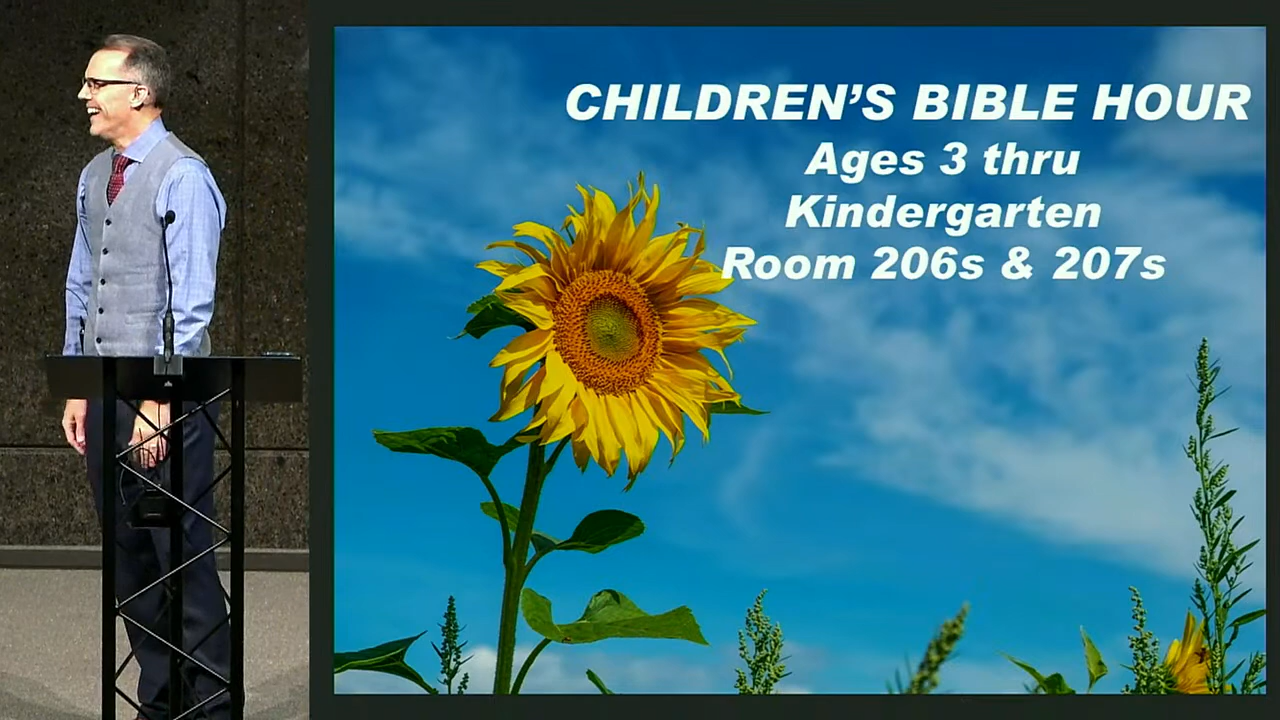 CHILDREN'S BIBLE HOUR
Ages 3 thru
Kindergarten
Room 206s & 207s